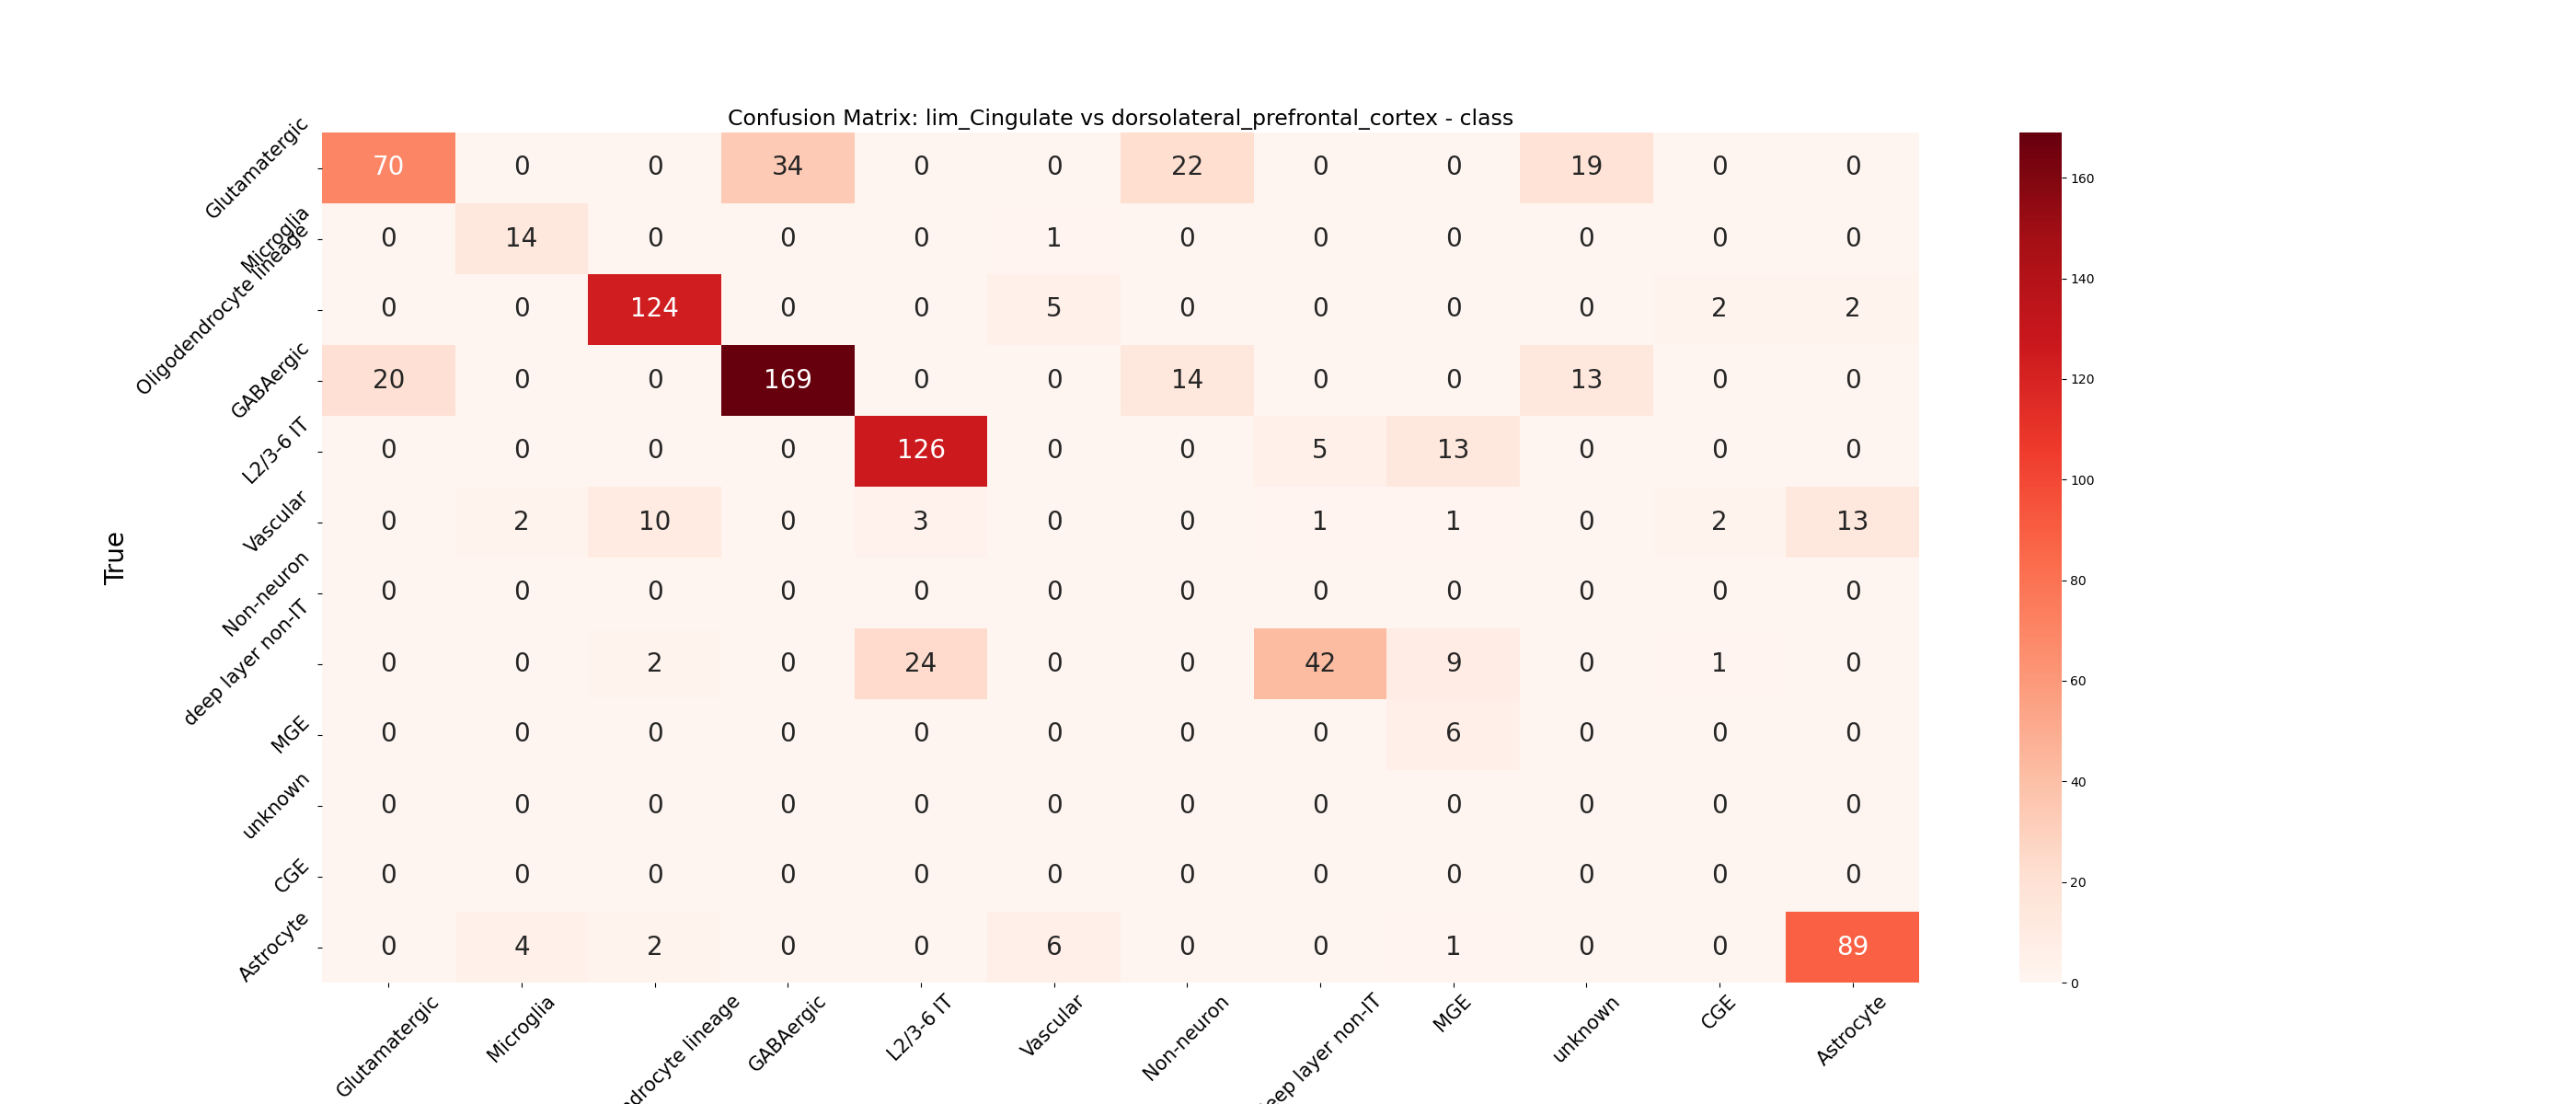 Confusion Matrix: lim_Cingulate vs dorsolateral_prefrontal_cortex - class
True
Glutamatergic 70 0 0 34 0 0 22 0 0 19 0 0
Microglia 0 14 0 0 0 1 0 0 0 0 0 0
Oligodendrocyte lineage 0 0 124 0 0 5 0 0 0 0 2 2
GABAergic 20 0 0 169 0 0 14 0 0 13 0 0
L2/3-6 IT 0 0 0 0 126 0 0 5 13 0 0 0
Vascular 0 2 10 0 3 0 0 1 1 0 2 13
Non-neuron 0 0 0 0 0 0 0 0 0 0 0 0
deep layer non-IT 0 0 2 0 24 0 0 42 9 0 1 0
MGE 0 0 0 0 0 0 0 0 6 0 0 0
unknown 0 0 0 0 0 0 0 0 0 0 0 0
CGE 0 0 0 0 0 0 0 0 0 0 0 0
Astrocyte 0 4 2 0 0 6 0 0 1 0 0 89
Glutamatergic Microglia ndrocyte lineage GABAergic L2/3-6 IT Vascular Non-neuron eep layer non-IT MGE unknown CGE Astrocyte
160
140
120
100
80
60
40
20
0